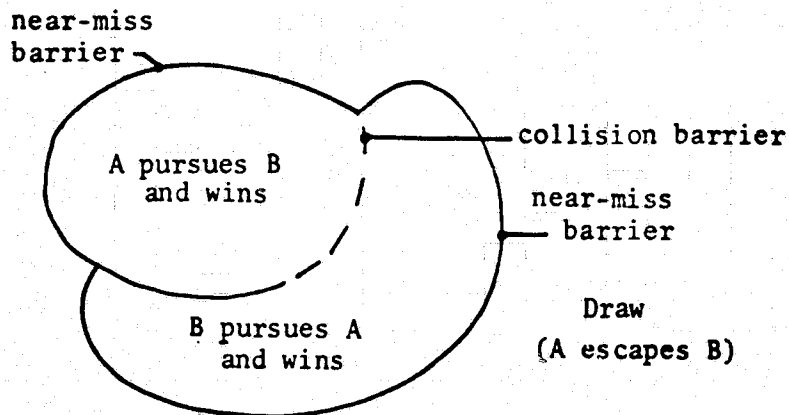 near-miss
barrier
A pursues B
and wins
collision barrier
near-miss
barrier
B pursues A
and wins
Draw
(A escapes B)